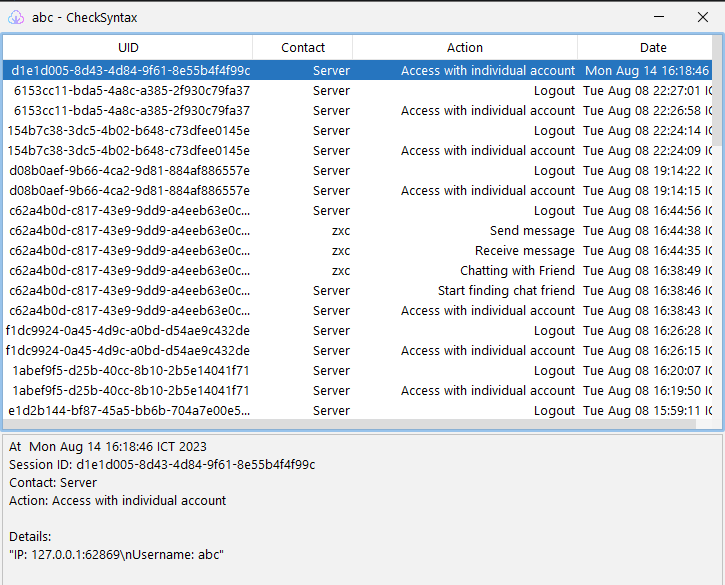 abc - CheckSyntax
UID Contact Action Date
d1e1d005-8d43-4d84-9f61-8e55b4f4f99c Server Access with individual account Mon Aug 14 16:18:46
6153cc11-bda5-4a8c-a385-2f930c79fa37 Server Logout Tue Aug 08 22:27:01 IC
6153cc11-bda5-4a8c-a385-2f930c79fa37 Server Access with individual account Tue Aug 08 22:26:58 IC
154b7c38-3dc5-4b02-b648-c73dfee0145e Server Logout Tue Aug 08 22:24:14 IC
154b7c38-3dc5-4b02-b648-c73dfee0145e Server Access with individual account Tue Aug 08 22:24:09 IC
d08b0aef-9b66-4ca2-9d81-884af886557e Server Logout Tue Aug 08 19:14:22 IC
d08b0aef-9b66-4ca2-9d81-884af886557e Server Access with individual account Tue Aug 08 19:14:15 IC
c62a4b0d-c817-43e9-9dd9-a4eeb63e0c... Server Logout Tue Aug 08 16:44:56 IC
c62a4b0d-c817-43e9-9dd9-a4eeb63e0c... zxc Send message Tue Aug 08 16:44:38 IC
c62a4b0d-c817-43e9-9dd9-a4eeb63e0c... zxc Receive message Tue Aug 08 16:44:35 IC
c62a4b0d-c817-43e9-9dd9-a4eeb63e0c... zxc Chatting with Friend Tue Aug 08 16:38:49 IC
c62a4b0d-c817-43e9-9dd9-a4eeb63e0c... Server Start finding chat friend Tue Aug 08 16:38:46 IC
c62a4b0d-c817-43e9-9dd9-a4eeb63e0c... Server Access with individual account Tue Aug 08 16:38:43 IC
f1dc9924-0a45-4d9c-a0bd-d54ae9c432de Server Logout Tue Aug 08 16:26:28 IC
f1dc9924-0a45-4d9c-a0bd-d54ae9c432de Server Access with individual account Tue Aug 08 16:26:15 IC
1abef9f5-d25b-40cc-8b10-2b5e14041f71 Server Logout Tue Aug 08 16:20:07 IC
1abef9f5-d25b-40cc-8b10-2b5e14041f71 Server Access with individual account Tue Aug 08 16:19:50 IC
e1d2b144-bf87-45a5-bb6b-704a7e00e5... Server Logout Tue Aug 08 15:59:11 IC
At  Mon Aug 14 16:18:46 ICT 2023
Session ID: d1e1d005-8d43-4d84-9f61-8e55b4f4f99c
Contact: Server
Action: Access with individual account
Details:
"IP: 127.0.0.1:62869\nUsername: abc"